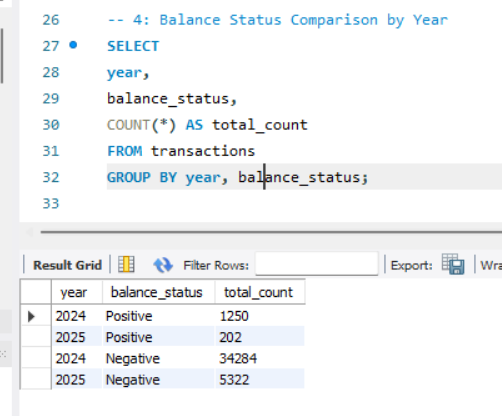 26 -- 4: Balance Status Comparison by Year
27 SELECT
28 year,
29 balance_status,
30 COUNT(*) AS total_count
31 FROM transactions
32 GROUP BY year, balance_status;
33
Result Grid Filter Rows: Export: Wra
year balance_status total_count
2024 Positive 1250
2025 Positive 202
2024 Negative 34284
2025 Negative 5322